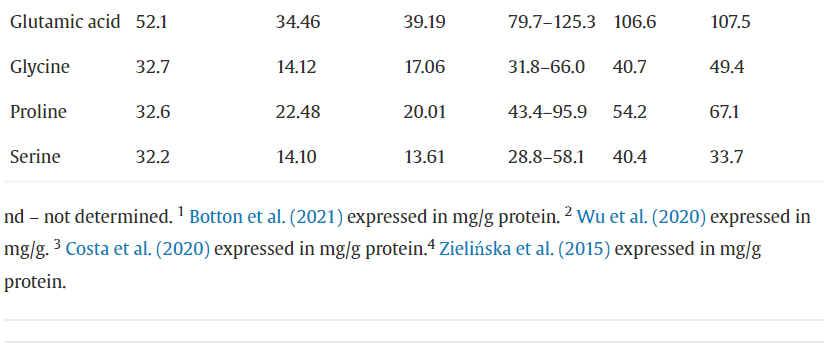 Glutamic acid 52.1 34.46 39.19 79.7–125.3 106.6 107.5
Glycine 32.7 14.12 17.06 31.8–66.0 40.7 49.4
Proline 32.6 22.48 20.01 43.4–95.9 54.2 67.1
Serine 32.2 14.10 13.61 28.8–58.1 40.4 33.7
nd – not determined. ¹ Botton et al. (2021) expressed in mg/g protein. ² Wu et al. (2020) expressed in
mg/g. ³ Costa et al. (2020) expressed in mg/g protein.⁴ Zielińska et al. (2015) expressed in mg/g
protein.